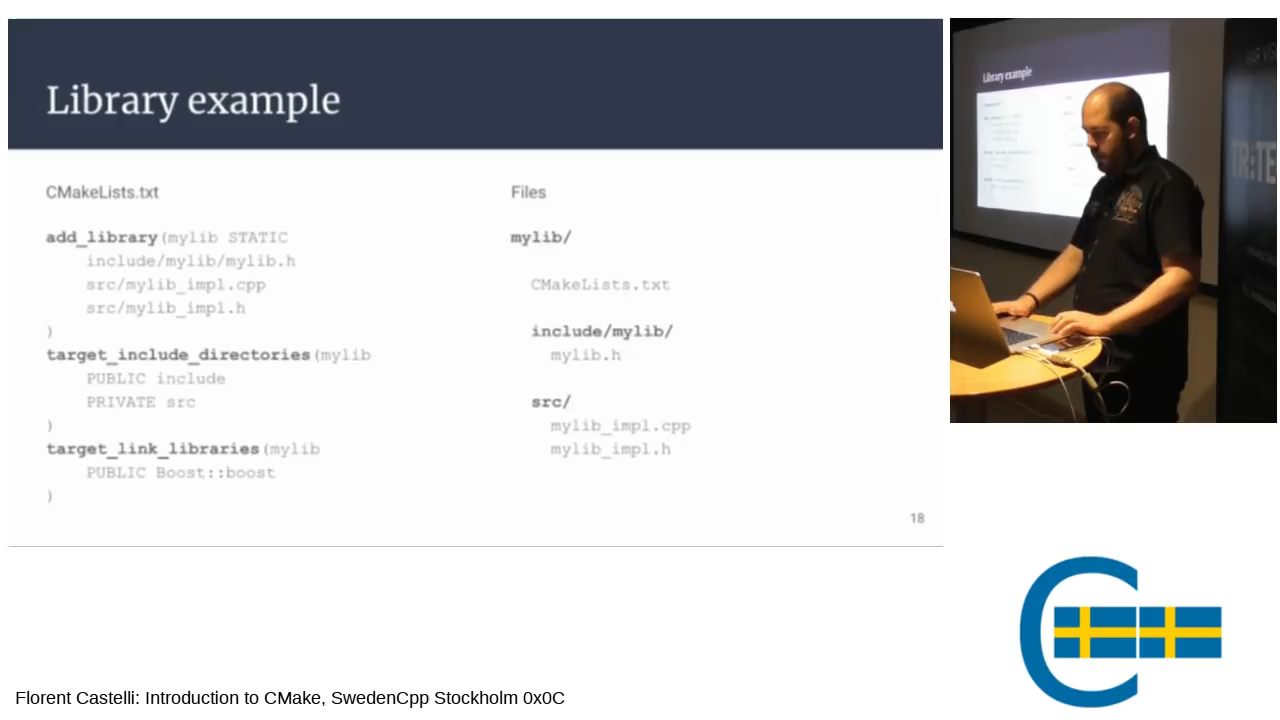 Library example
CMakeLists.txt
add_library(mylib STATIC
include/mylib/mylib.h
src/mylib_impl.cpp
src/mylib_impl.h
)
target_include_directories(mylib
PUBLIC include
PRIVATE src
)
target_link_libraries(mylib
PUBLIC Boost::boost
)
Files
mylib/
CMakeLists.txt
include/mylib/
mylib.h
src/
mylib_impl.cpp
mylib_impl.h
18
Library example
Florent Castelli: Introduction to CMake, SwedenCpp Stockholm 0x0C